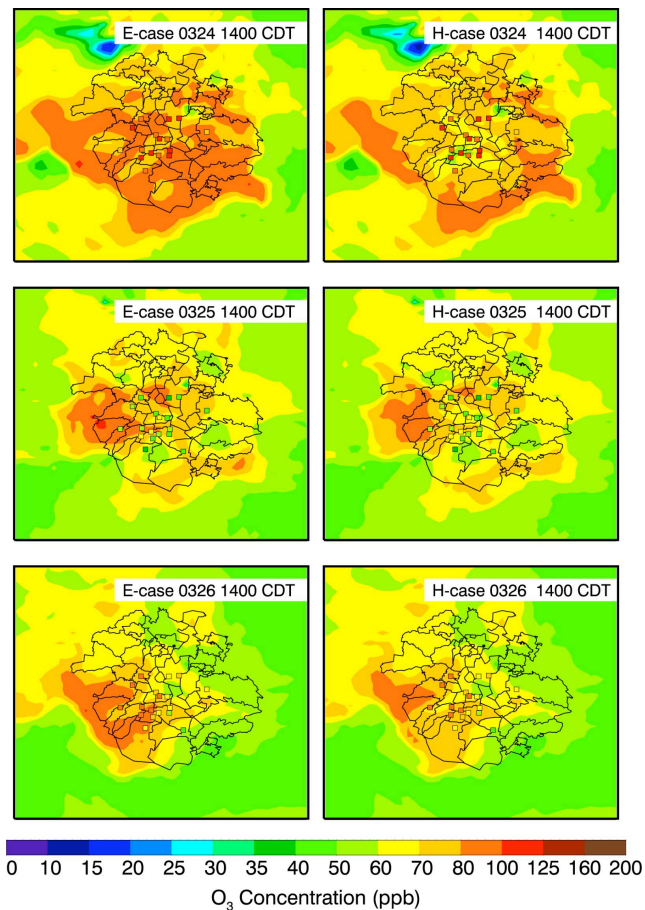 E-case 0324 1400 CDT
H-case 0324  1400 CDT
E-case 0325 1400 CDT
H-case 0325  1400 CDT
E-case 0326 1400 CDT
H-case 0326  1400 CDT
0 10 15 20 30 35 40 50 60 70 80 100 125 160 200
O₃ Concentration (ppb)